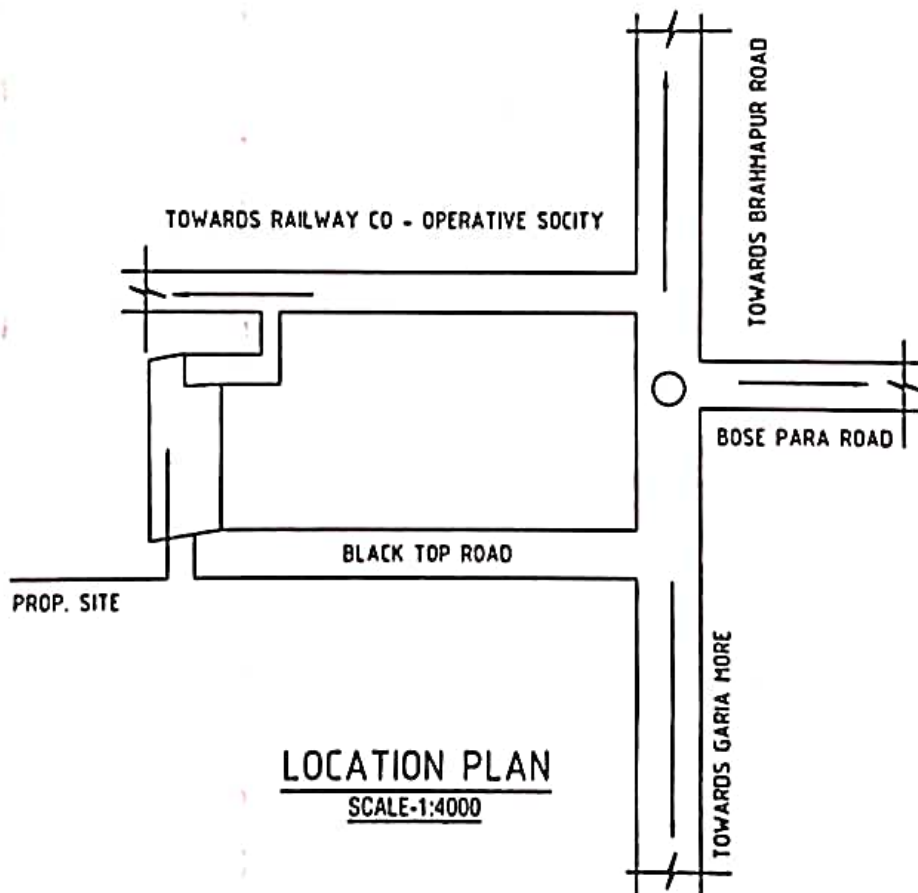 TOWARDS BRAHMAPUR ROAD
TOWARDS RAILWAY CO - OPERATIVE SOCITY
BOSE PARA ROAD
BLACK TOP ROAD
PROP. SITE
TOWARDS GARIA MORE
LOCATION PLAN
SCALE-1:4000